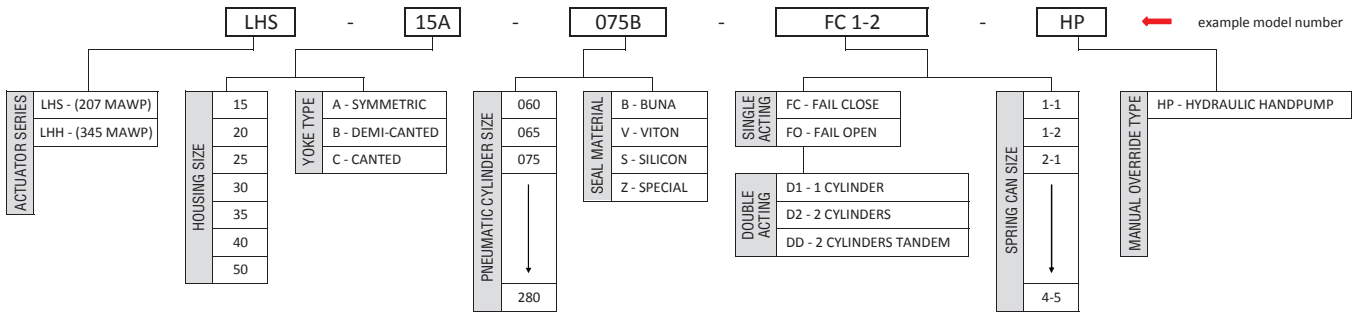 LHS - 15A - 075B - FC 1-2 - HP example model number
ACTUATOR SERIES
LHS - (207 MAWP)
LHH - (345 MAWP)
HOUSING SIZE
15
20
25
30
35
40
50
YOKE TYPE
A - SYMMETRIC
B - DEMI-CANTED
C - CANTED
PNEUMATIC CYLINDER SIZE
060
065
075
280
SEAL MATERIAL
B - BUNA
V - VITON
S - SILICON
Z - SPECIAL
SINGLE
ACTING
FC - FAIL CLOSE
FO - FAIL OPEN
DOUBLE
ACTING
D1 - 1 CYLINDER
D2 - 2 CYLINDERS
DD - 2 CYLINDERS TANDEM
SPRING CAN SIZE
1-1
1-2
2-1
4-5
MANUAL OVERRIDE TYPE
HP - HYDRAULIC HANDPUMP